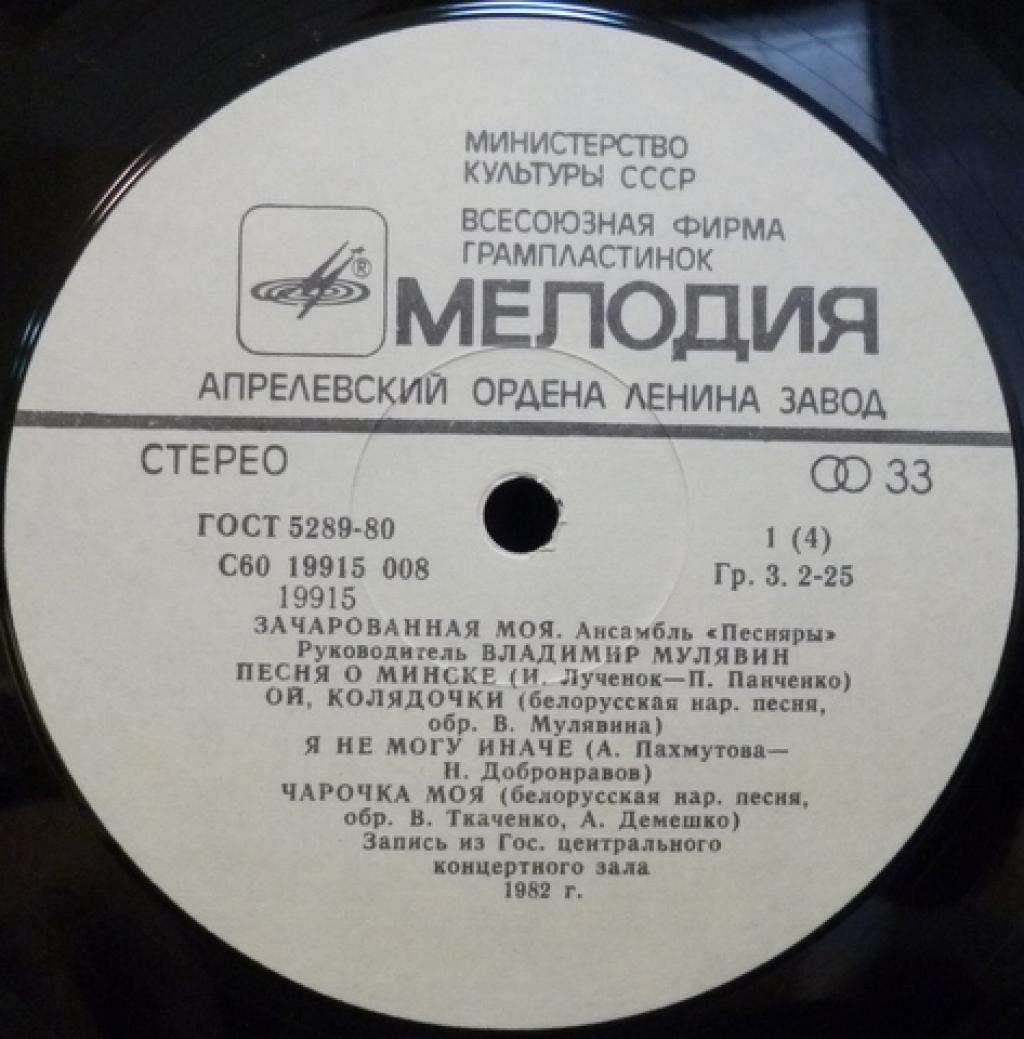 МИНИСТЕРСТВО
КУЛЬТУРЫ СССР
ВСЕСОЮЗНАЯ ФИРМА
ГРАМПЛАСТИНОК
®
МЕЛОДИЯ
АПРЕЛЕВСКИЙ ОРДЕНА ЛЕНИНА ЗАВОД
СТЕРЕО
33
ГОСТ 5289-80
1 (4)
С60 19915 008
Гр. 3. 2-25
19915
ЗАЧАРОВАННАЯ МОЯ. Ансамбль «Песняры»
Руководитель ВЛАДИМИР МУЛЯВИН
ПЕСНЯ О МИНСКЕ (И. Лученок—П. Панченко)
ОЙ, КОЛЯДОЧКИ (белорусская нар. песня,
обр. В. Мулявина)
Я НЕ МОГУ ИНАЧЕ (А. Пахмутова—
Н. Добронравов)
ЧАРОЧКА МОЯ (белорусская нар. песня,
обр. В. Ткаченко, А. Демешко)
Запись из Гос. центрального
концертного зала
1982 г.